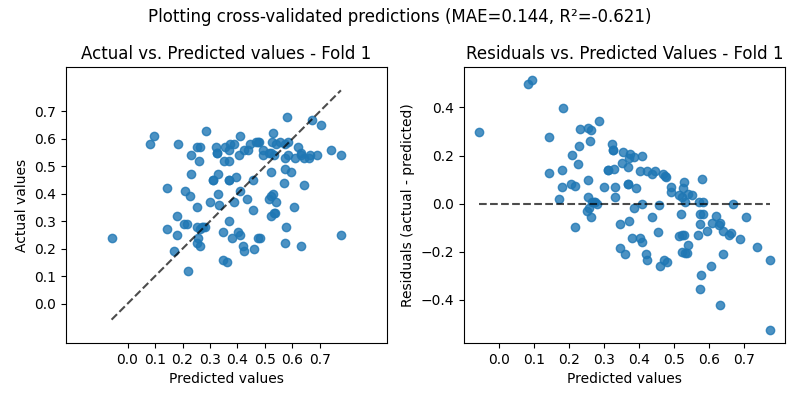 Plotting cross-validated predictions (MAE=0.144, R²=-0.621)
Actual vs. Predicted values - Fold 1
Actual values
0.7
0.6
0.5
0.4
0.3
0.2
0.1
0.0
0.0 0.1 0.2 0.3 0.4 0.5 0.6 0.7
Predicted values
Residuals vs. Predicted Values - Fold 1
Residuals (actual - predicted)
0.4
0.2
0.0
−0.2
−0.4
0.0 0.1 0.2 0.3 0.4 0.5 0.6 0.7
Predicted values